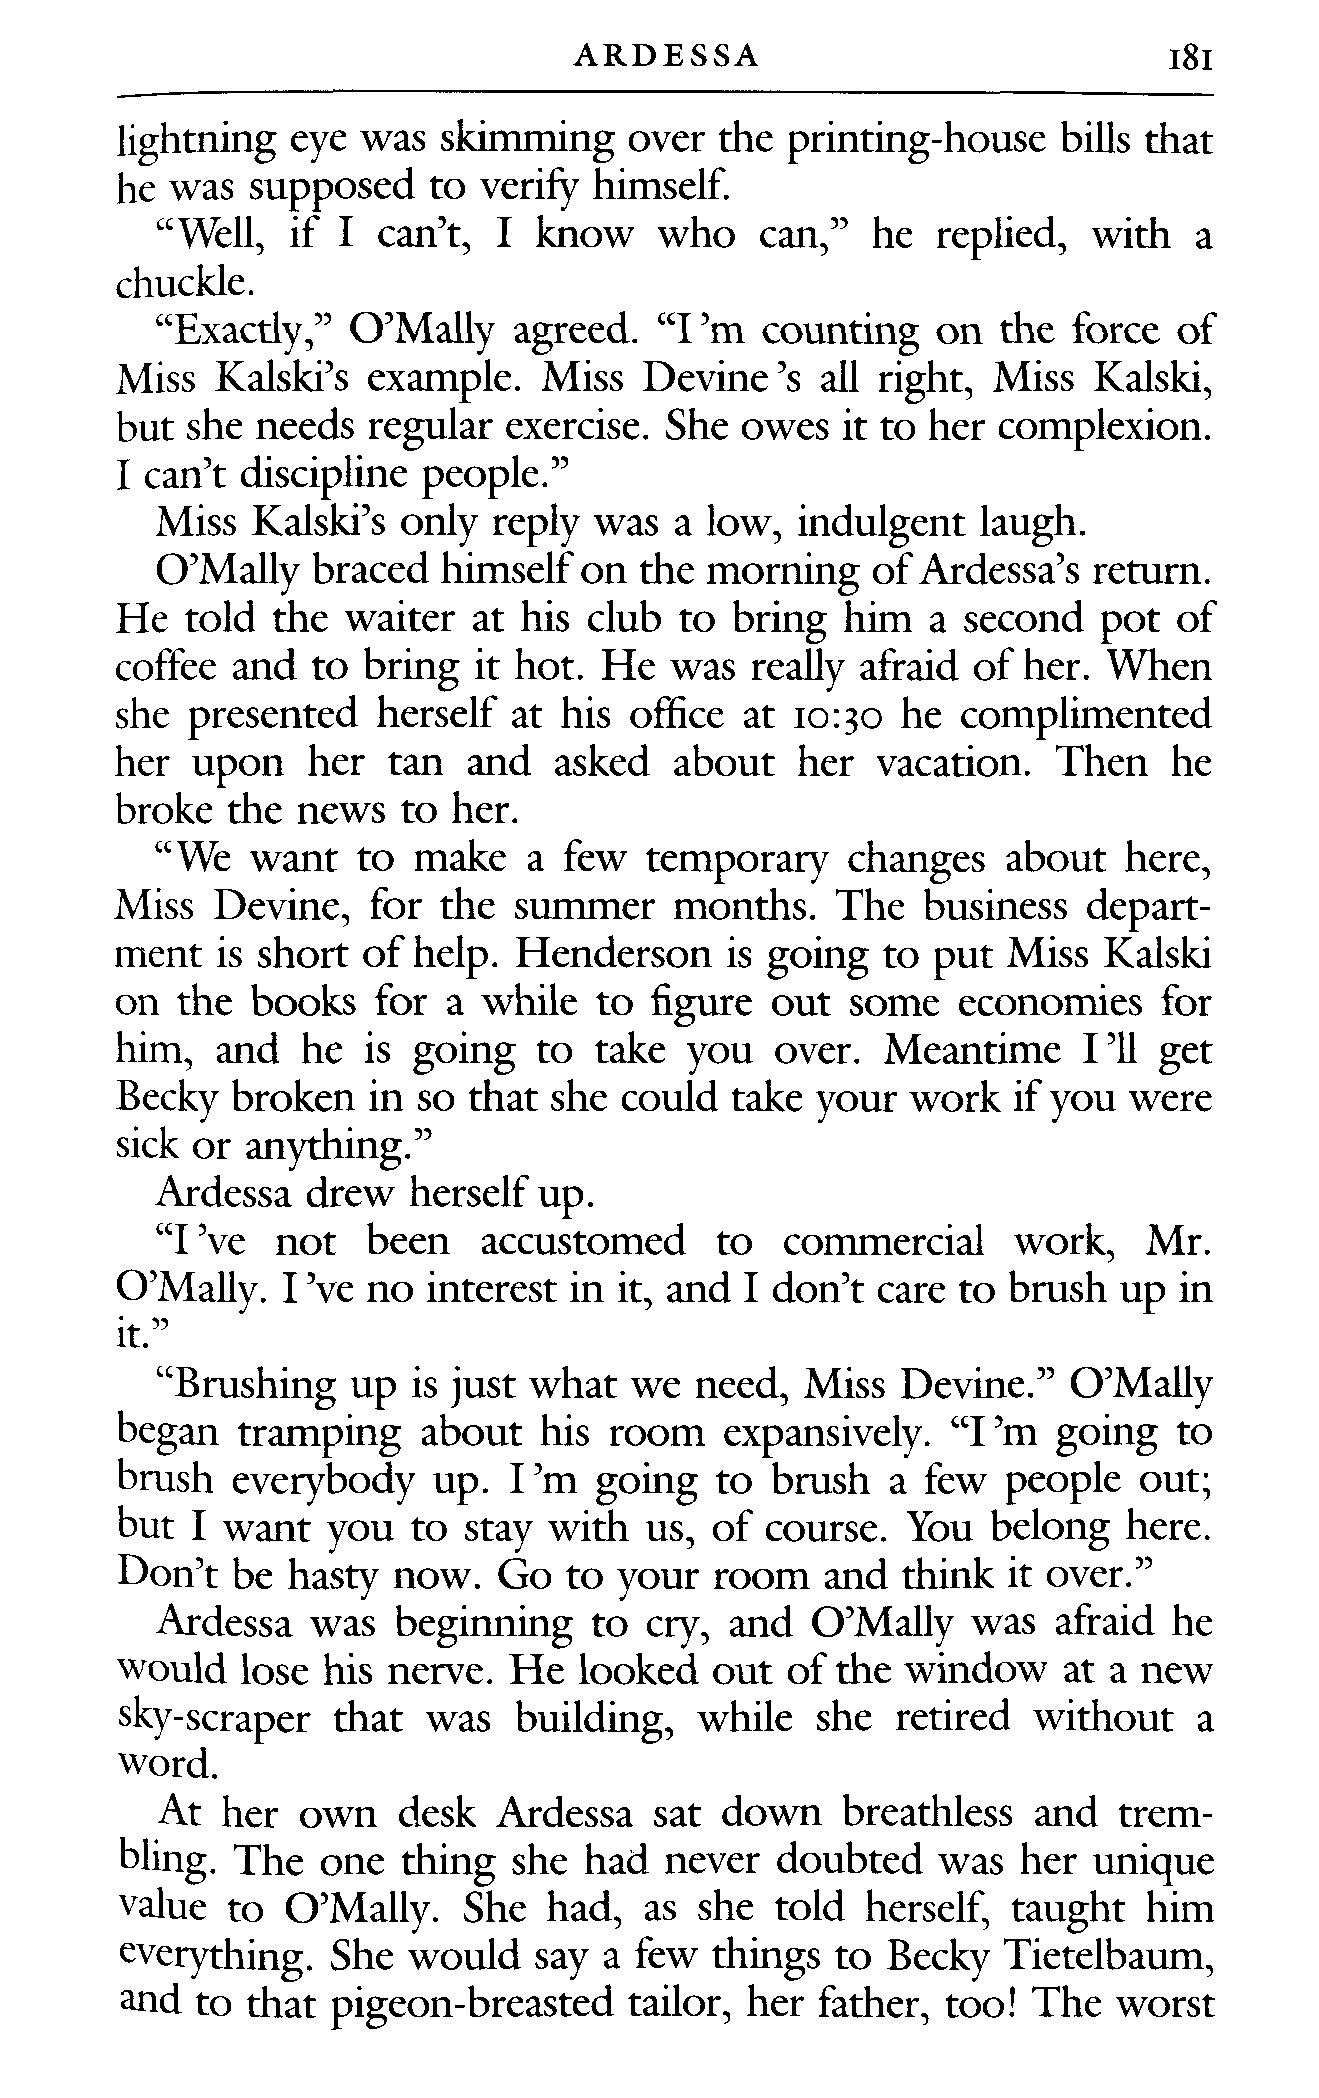 ARDESSA 181
lightning eye was skimming over the printing-house bills that
he was supposed to verify himself.
“Well, if I can’t, I know who can,” he replied, with a
chuckle.
“Exactly,” O’Mally agreed. “I ’m counting on the force of
Miss Kalski’s example. Miss Devine ’s all right, Miss Kalski,
but she needs regular exercise. She owes it to her complexion.
I can’t discipline people.”
Miss Kalski’s only reply was a low, indulgent laugh.
O’Mally braced himself on the morning of Ardessa’s return.
He told the waiter at his club to bring him a second pot of
coffee and to bring it hot. He was really afraid of her. When
she presented herself at his office at 10:30 he complimented
her upon her tan and asked about her vacation. Then he
broke the news to her.
“We want to make a few temporary changes about here,
Miss Devine, for the summer months. The business depart-
ment is short of help. Henderson is going to put Miss Kalski
on the books for a while to figure out some economies for
him, and he is going to take you over. Meantime I ’ll get
Becky broken in so that she could take your work if you were
sick or anything.”
Ardessa drew herself up.
“I ’ve not been accustomed to commercial work, Mr.
O’Mally. I ’ve no interest in it, and I don’t care to brush up in
it.”
“Brushing up is just what we need, Miss Devine.” O’Mally
began tramping about his room expansively. “I ’m going to
brush everybody up. I ’m going to brush a few people out;
but I want you to stay with us, of course. You belong here.
Don’t be hasty now. Go to your room and think it over.”
Ardessa was beginning to cry, and O’Mally was afraid he
would lose his nerve. He looked out of the window at a new
sky-scraper that was building, while she retired without a
word.
At her own desk Ardessa sat down breathless and trem-
bling. The one thing she had never doubted was her unique
value to O’Mally. She had, as she told herself, taught him
everything. She would say a few things to Becky Tietelbaum,
and to that pigeon-breasted tailor, her father, too! The worst